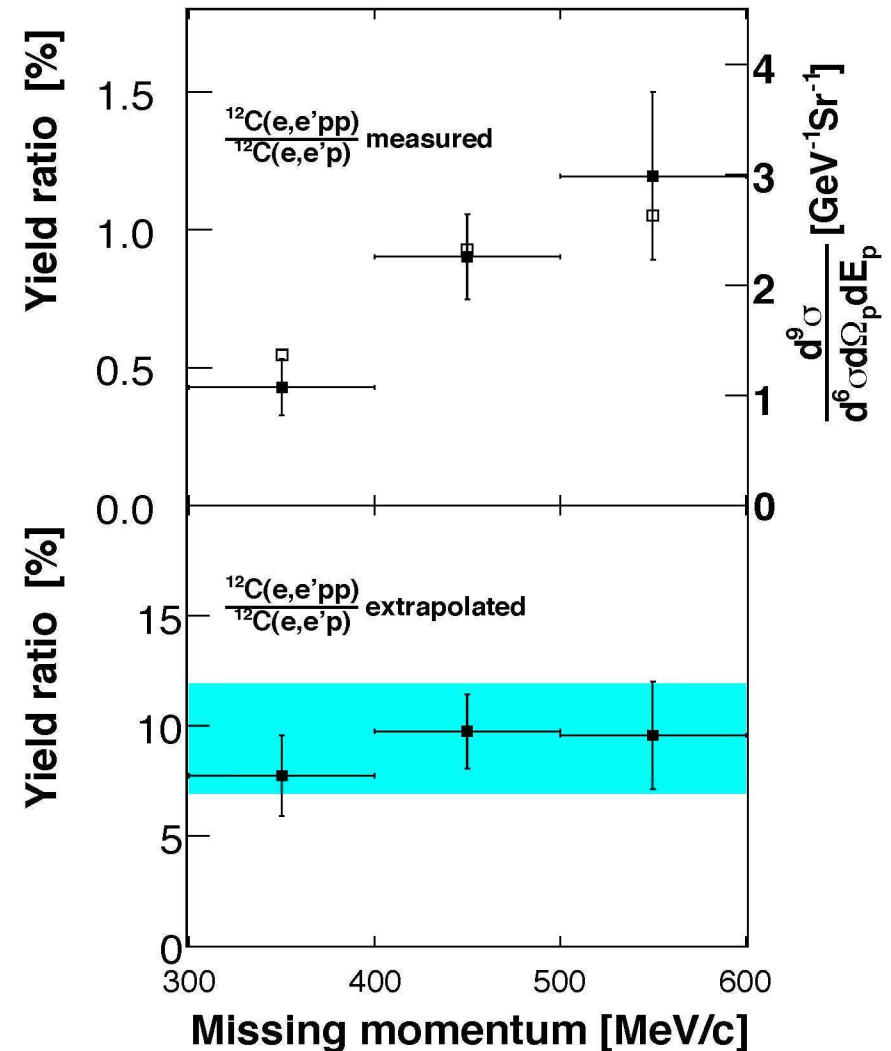 Yield ratio [%]
1.5
1.0
0.5
0.0
¹²C(e,e'pp)
¹²C(e,e'p)
measured
4
3
2
1
0
d⁹σ
d⁶σdΩₚdEₚ
[GeV⁻¹Sr⁻¹]
Yield ratio [%]
15
10
5
0
¹²C(e,e'pp)
¹²C(e,e'p)
extrapolated
300 400 500 600
Missing momentum [MeV/c]